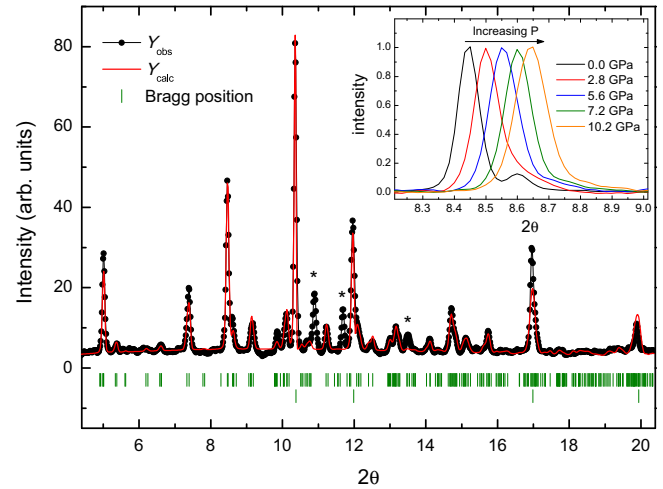 80
60
40
20
0
Intensity (arb. units)
Y obs
Y calc
Bragg position
* * *
6 8 10 12 14 16 18 20
2θ
Increasing P
1.0
0.8
0.6
0.4
0.2
0.0
intensity
0.0 GPa
2.8 GPa
5.6 GPa
7.2 GPa
10.2 GPa
8.3 8.4 8.5 8.6 8.7 8.8 8.9 9.0
2θ